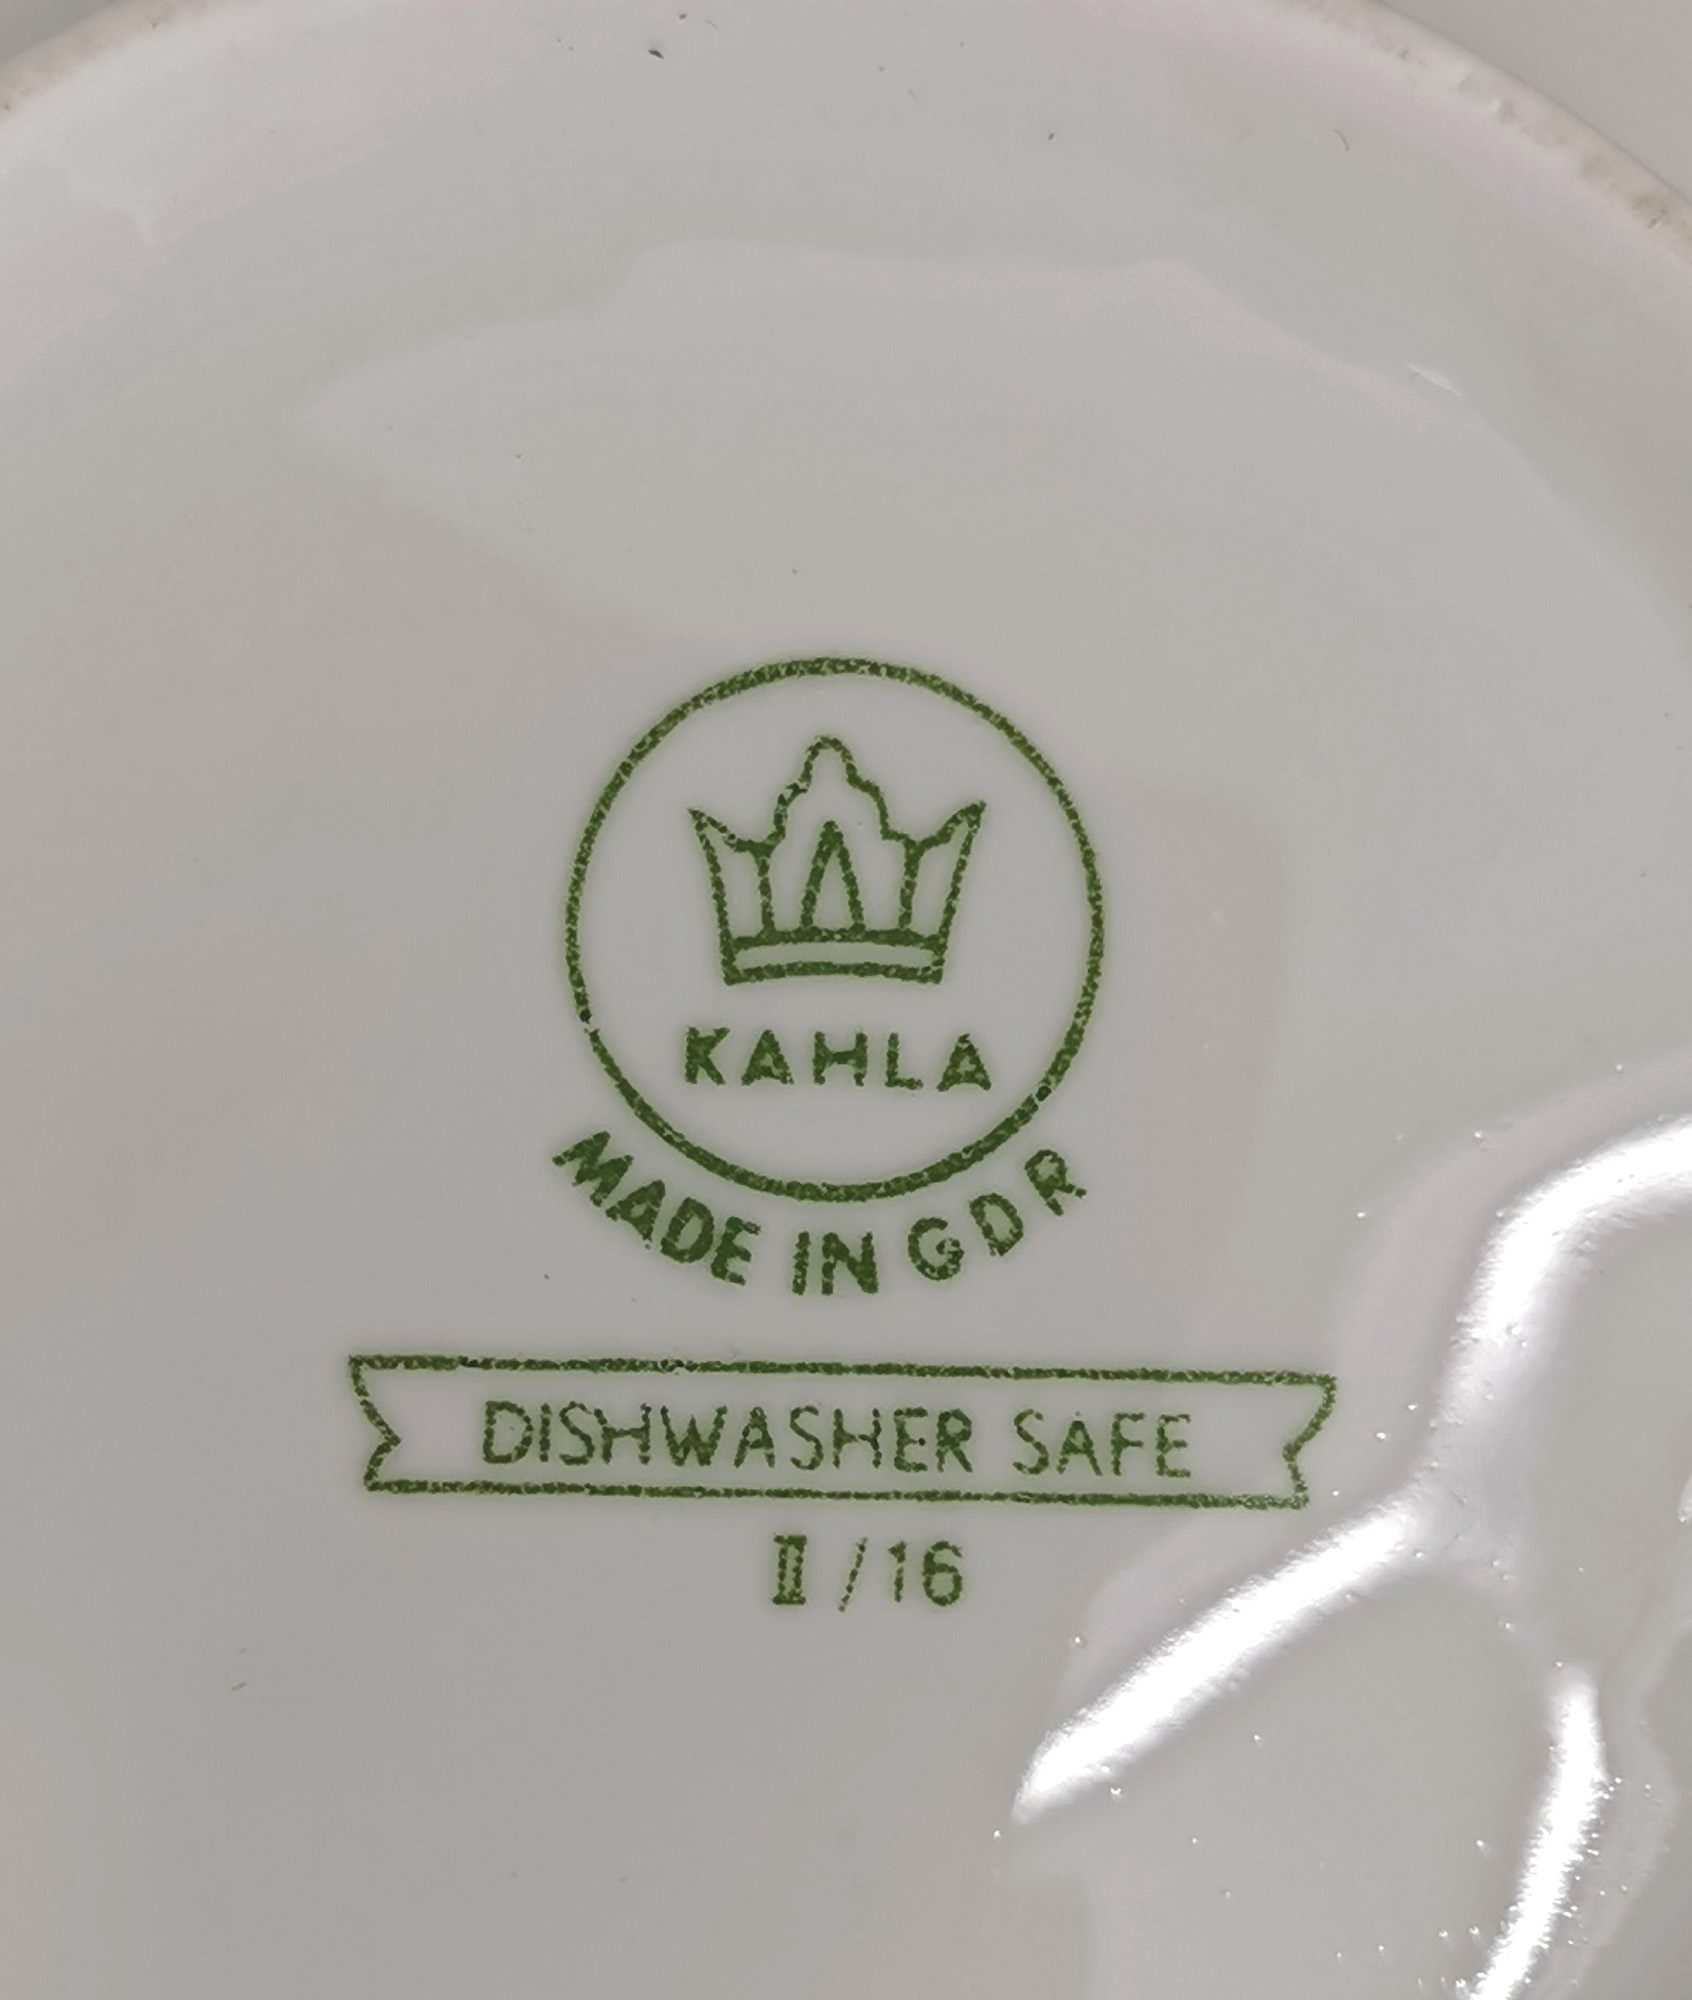 KAHLA
MADE IN GDR
DISHWASHER SAFE
II/16